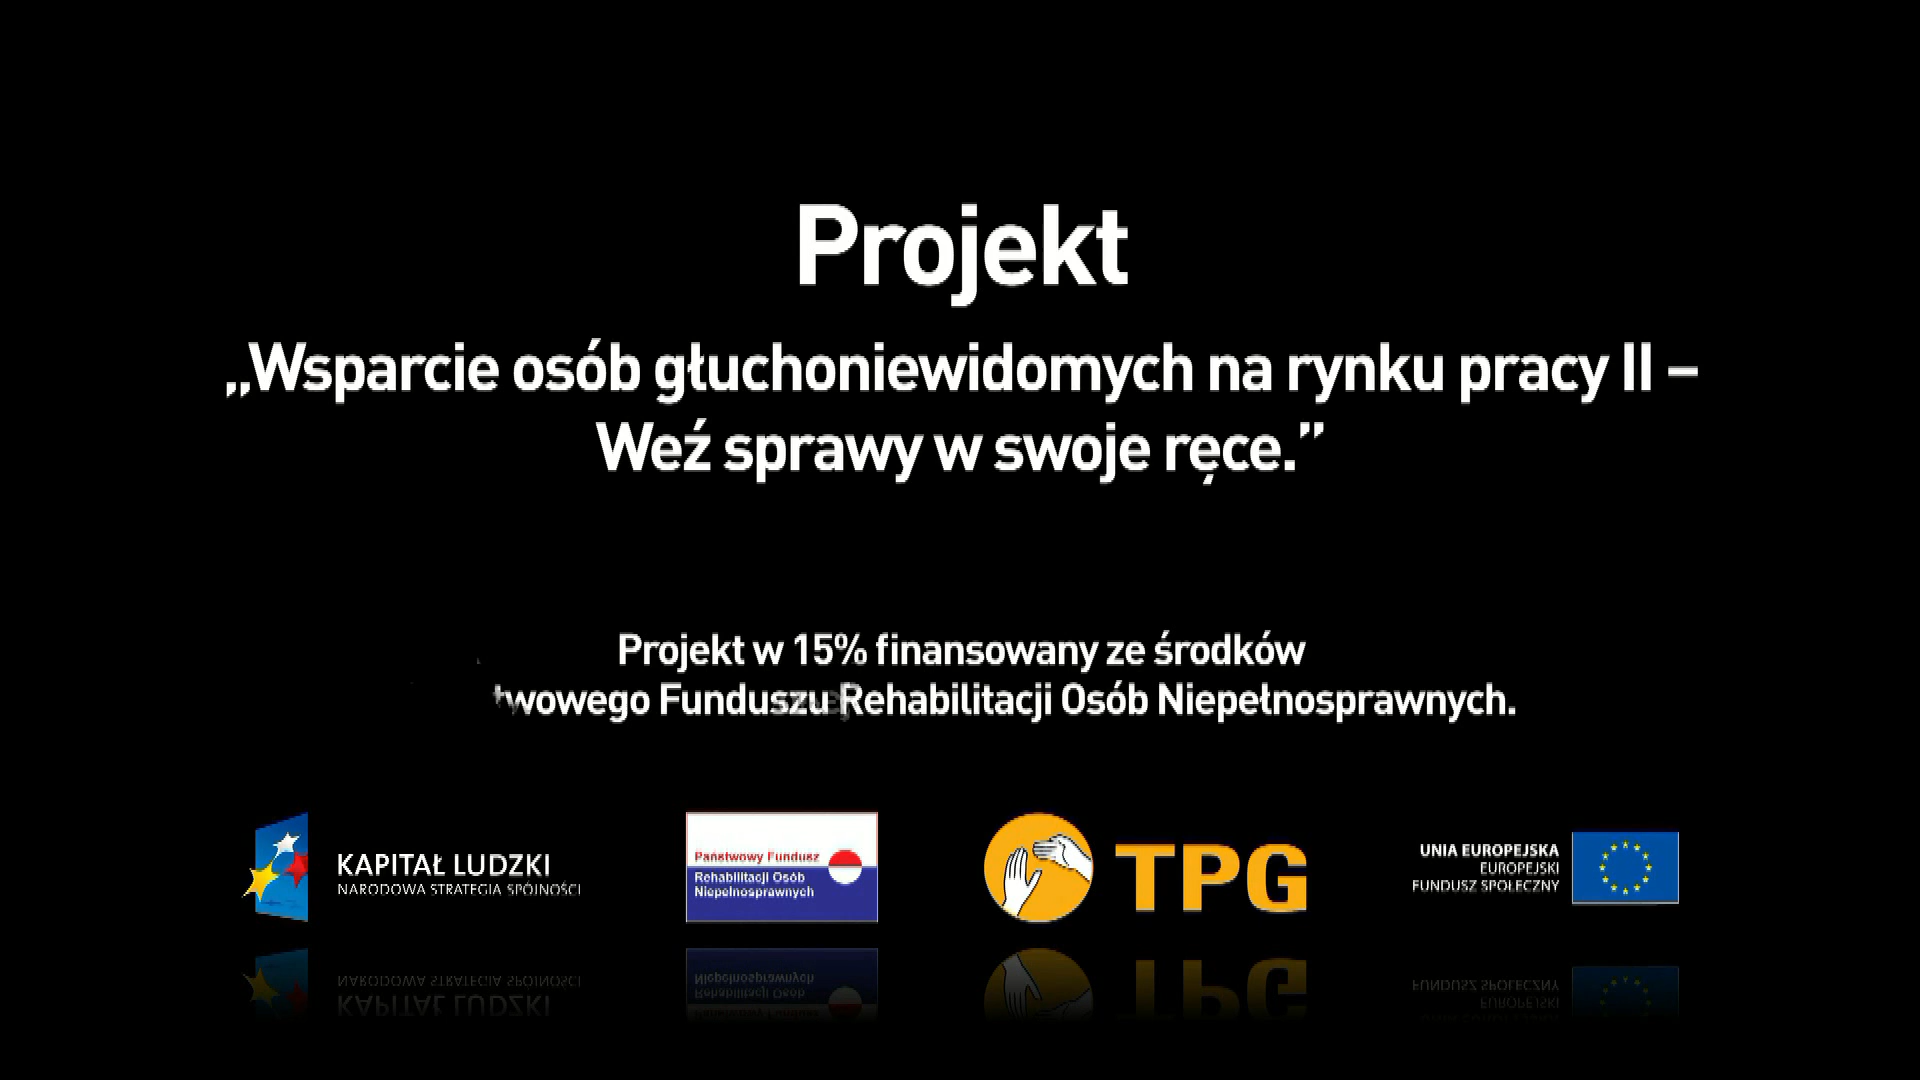 Projekt
„Wsparcie osób głuchoniewidomych na rynku pracy II –
Weź sprawy w swoje ręce.”
Projekt w 15% finansowany ze środków
twowego Funduszu Rehabilitacji Osób Niepełnosprawnych.
KAPITAŁ LUDZKI
NARODOWA STRATEGIA SPÓJNOŚCI
Państwowy Fundusz
Rehabilitacji Osób
Niepełnosprawnych
TPG
UNIA EUROPEJSKA
EUROPEJSKI
FUNDUSZ SPOŁECZNY